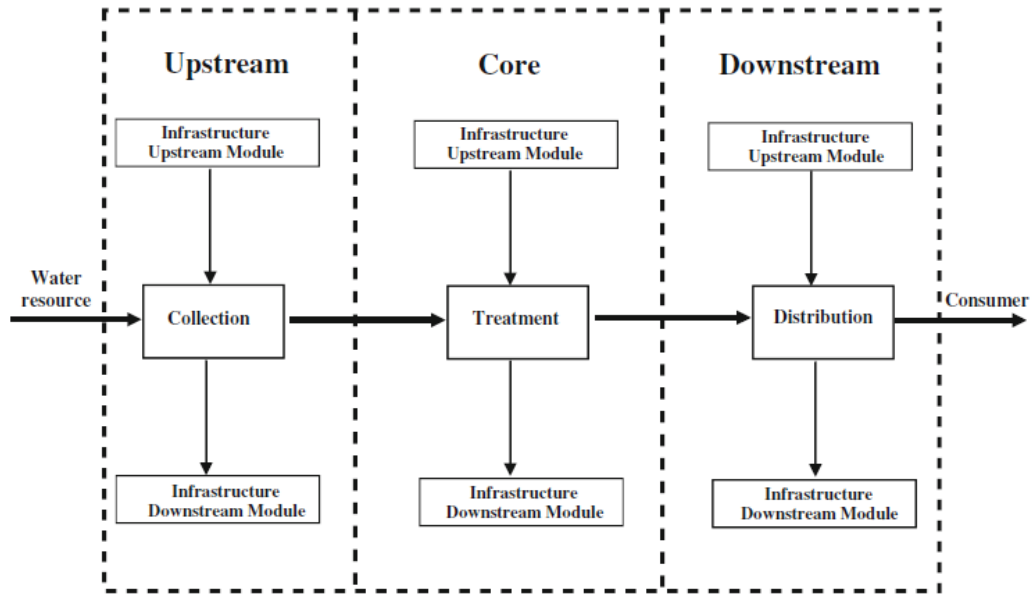 Upstream
Core
Downstream
Infrastructure
Upstream Module
Infrastructure
Upstream Module
Infrastructure
Upstream Module
Water
resource
Collection
Treatment
Distribution
Consumer
Infrastructure
Downstream Module
Infrastructure
Downstream Module
Infrastructure
Downstream Module